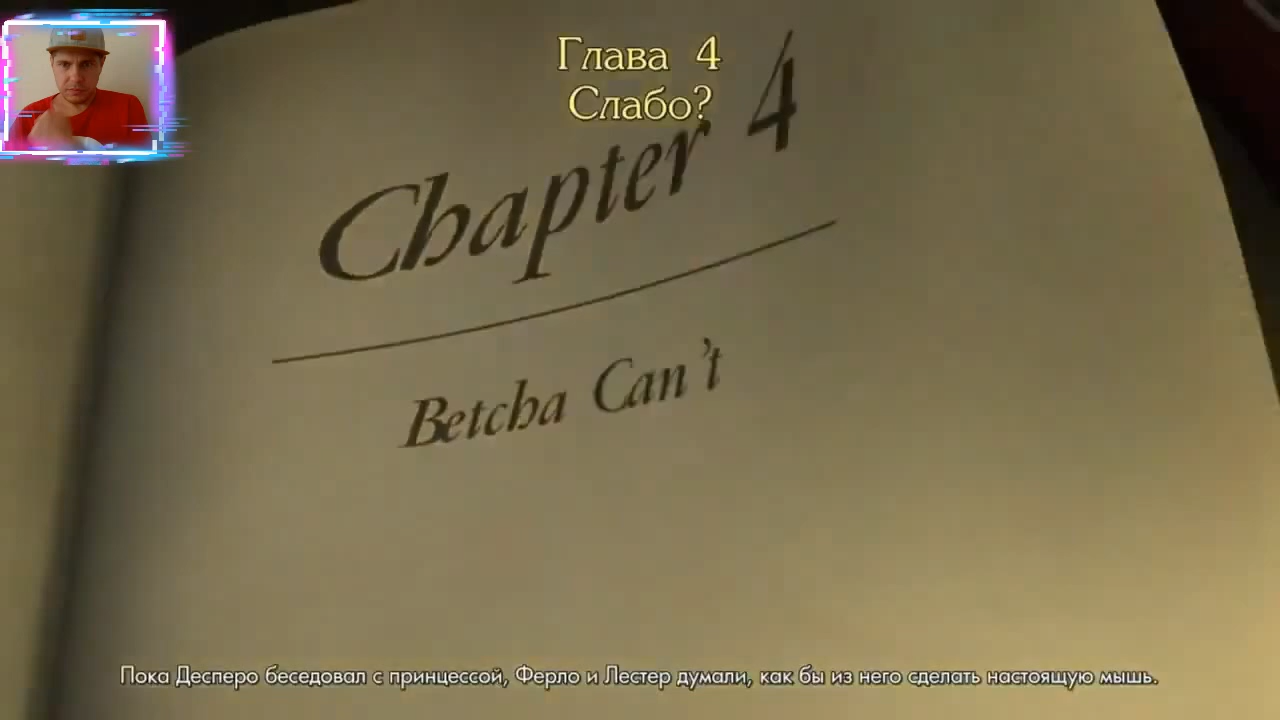 Глава 4
Слабо?
Chapter 4
Betcha Can't
Пока Десперо беседовал с принцессой, Ферло и Лестер думали, как бы из него сделать настоящую мышь.